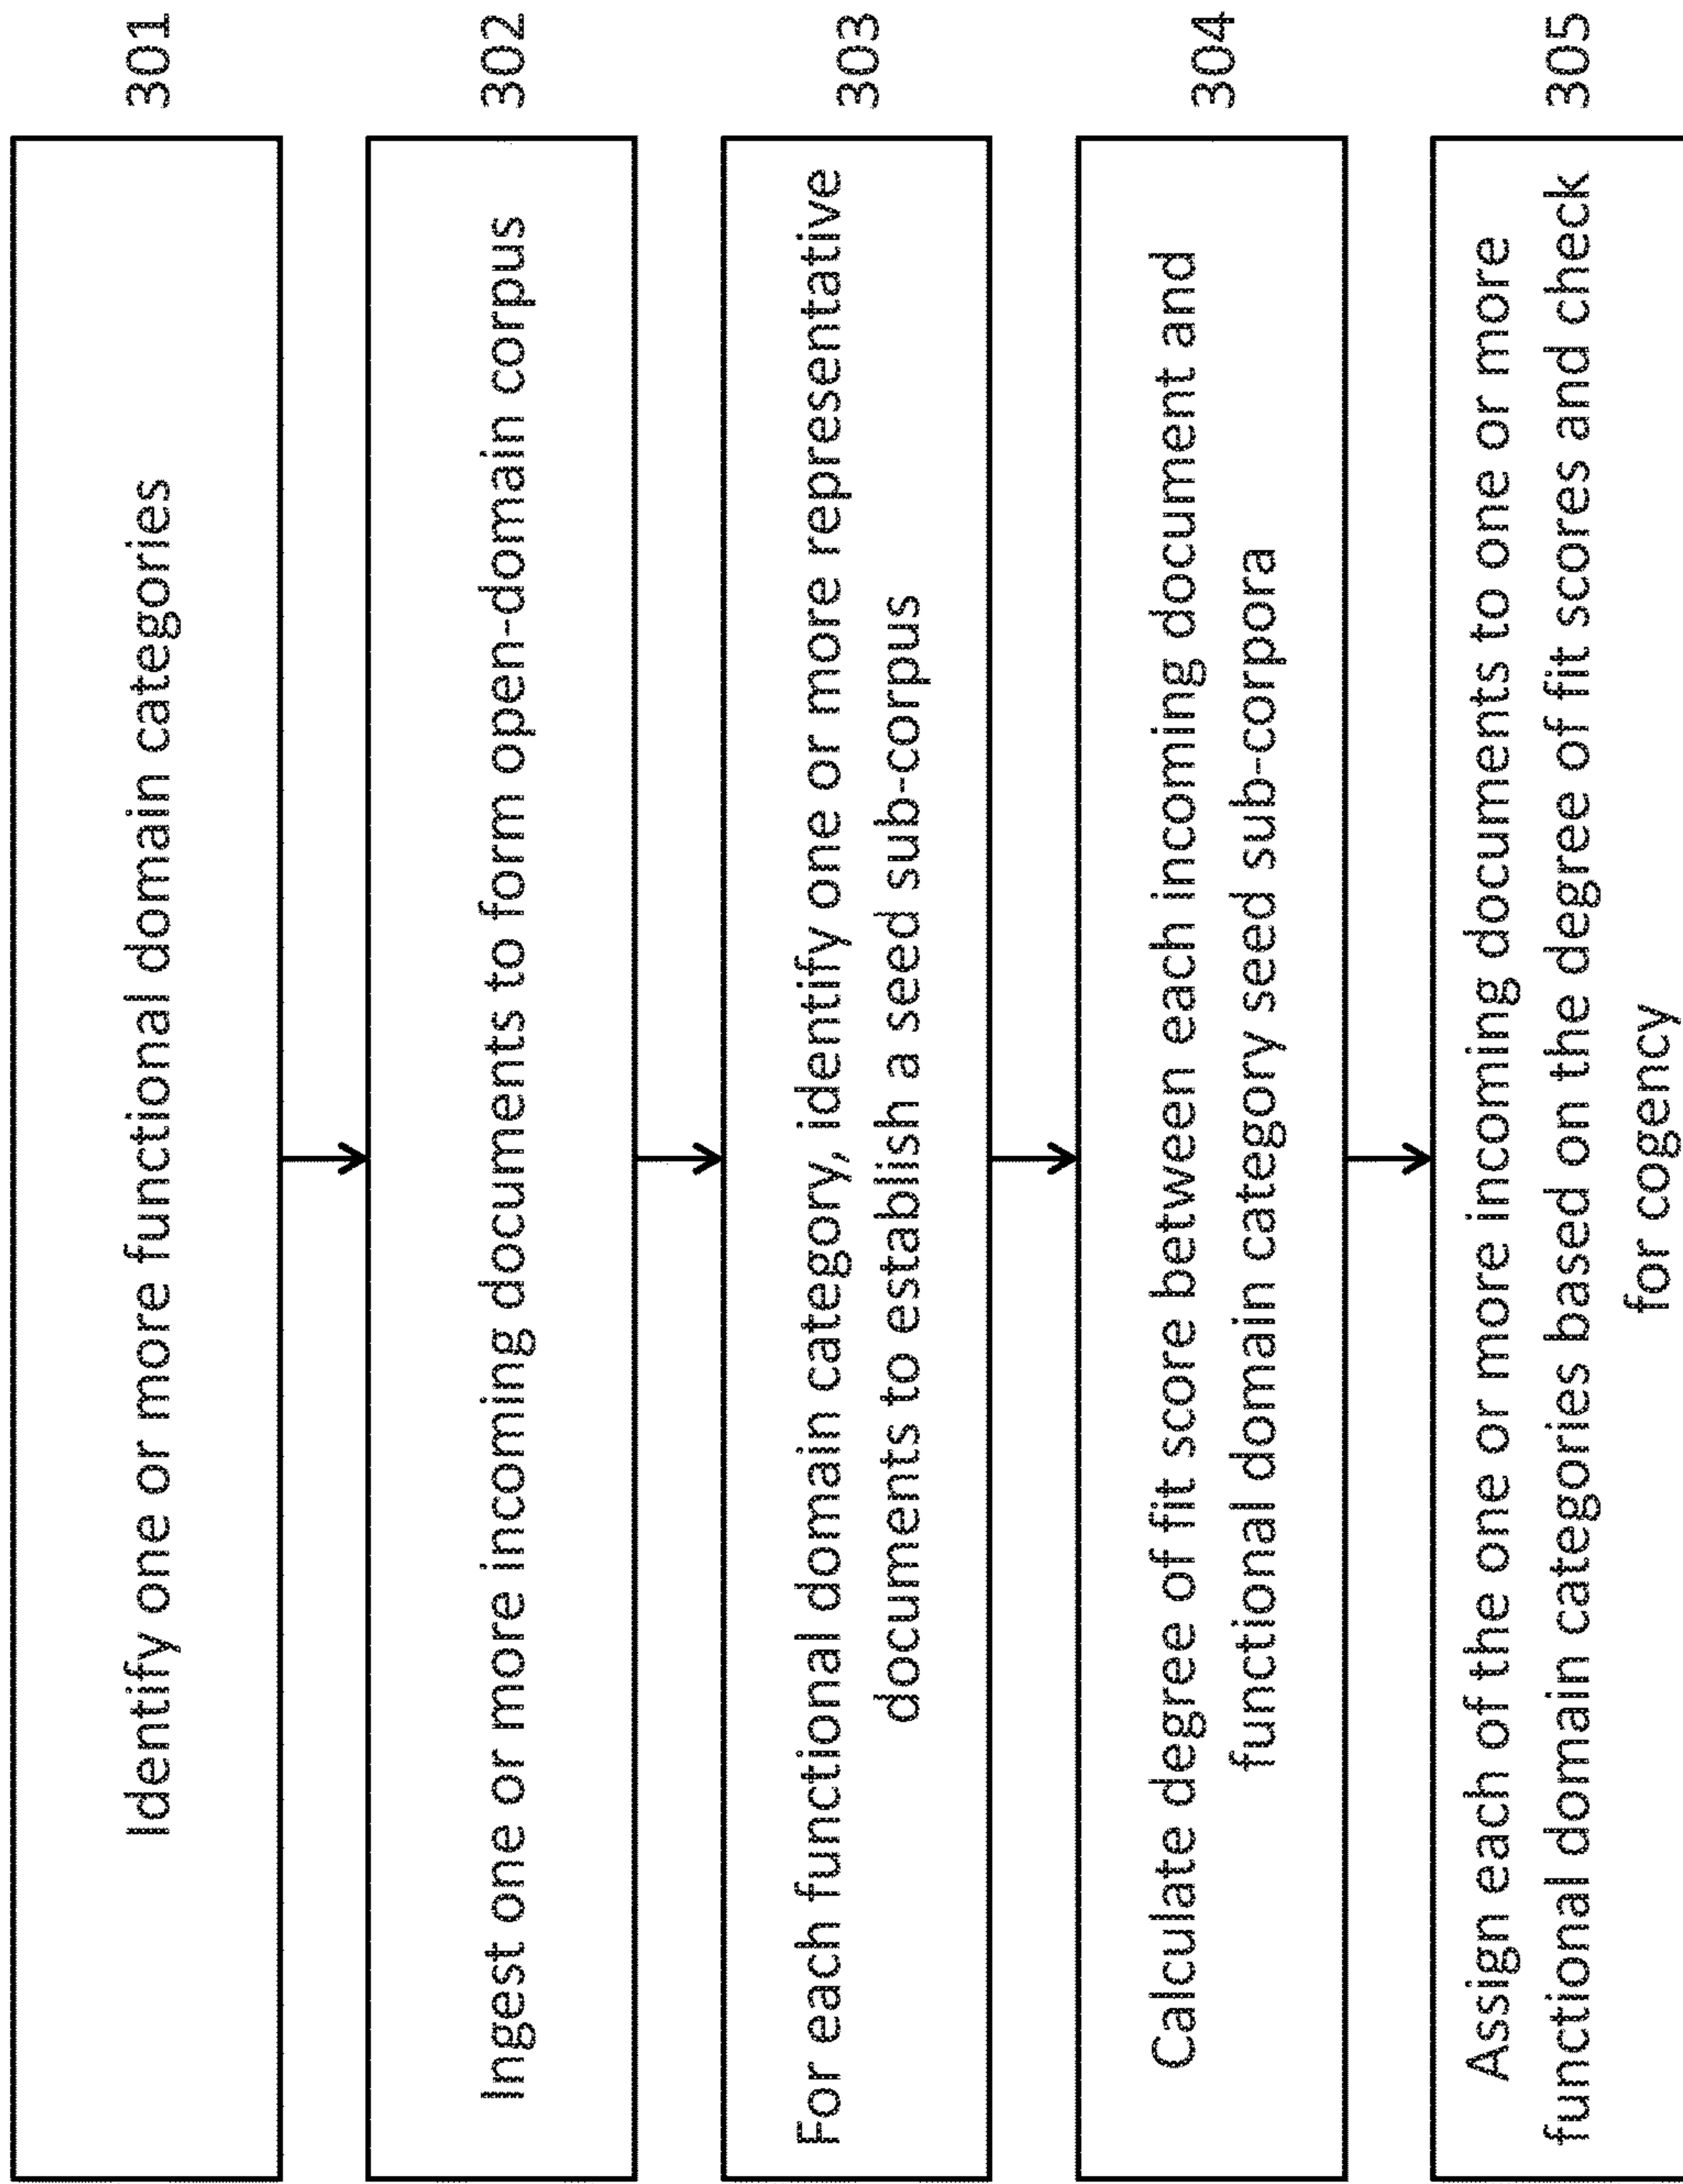 Identify one or more functional domain categories
301
Ingest one or more incoming documents to form open-domain corpus
302
For each functional domain category, identify one or more representative
documents to establish a seed sub-corpus
303
Calculate degree of fit score between each incoming document and
functional domain category seed sub-corpora
304
Assign each of the one or more incoming documents to one or more
functional domain categories based on the degree of fit scores and check
for cogency
305